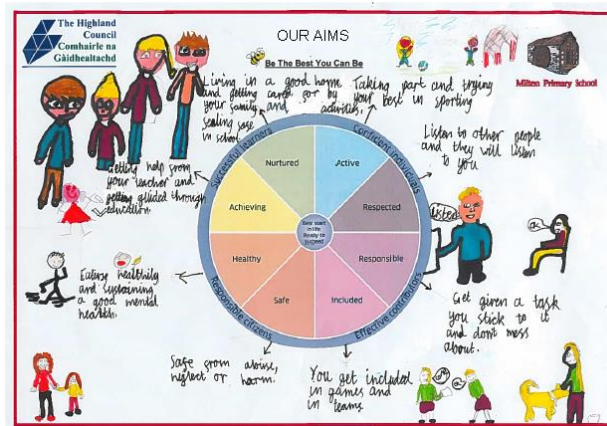 The Highland
Council
Comhairle na
Gàidhealtachd
OUR AIMS
Be The Best You Can Be
Milton Primary School
Living in a good home
and getting cared for by
your family and
feeling safe
in school.
Taking part and trying
your best in sporting
activities,
Listen to other people
and they will listen
to you
Getting help from
your teacher and
getting guided through
education.
Eating healthily
and sustaining
a good mental
health.
Safe from abuse,
neglect or harm.
You get included
in games and
in teams
Get given a task
you stick to it
and don't mess
about.
Successful learners
Confident individuals
Responsible citizens
Effective contributors
Nurtured
Active
Achieving
Respected
Healthy
Responsible
Safe
Included
Best start
in life
Ready to
succeed
Listen